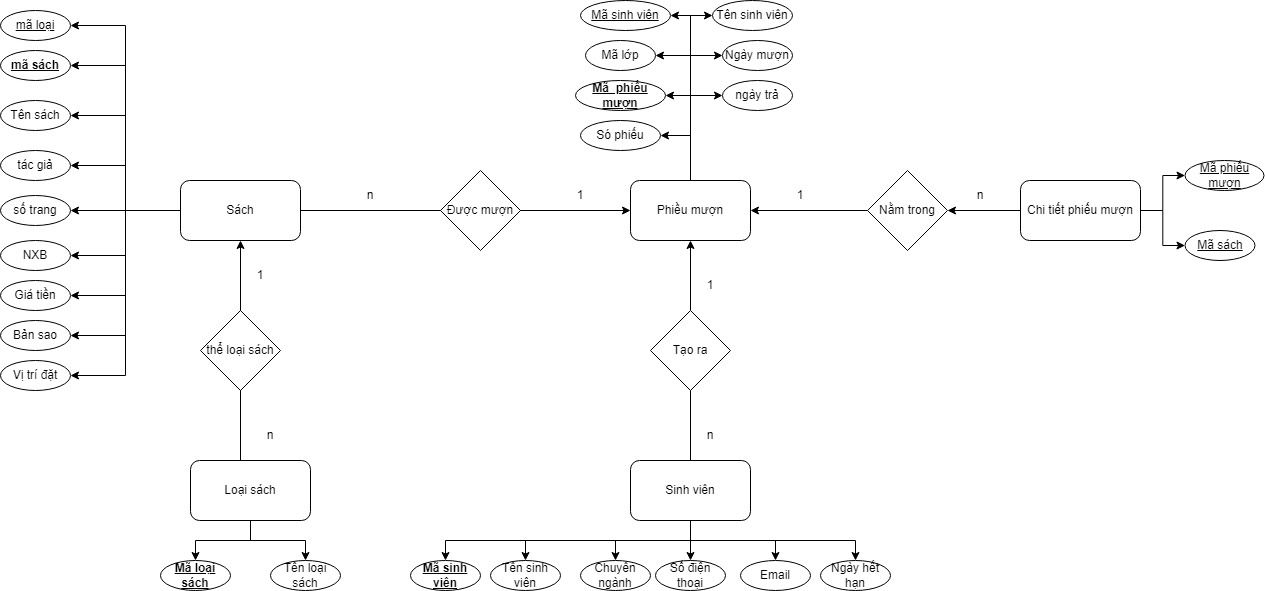 mã loại
mã sách
Tên sách
tác giả
số trang
NXB
Giá tiền
Bản sao
Vị trí đặt
Sách
n
Được mượn
1
Mã sinh viên
Tên sinh viên
Mã lớp
Ngày mượn
Mã phiếu
mượn
ngày trả
Só phiếu
Phiều mượn
1
Nằm trong
n
Chi tiết phiếu mượn
Mã phiếu
mượn
Mã sách
1
thể loại sách
n
Loại sách
Mã loại
sách
Tên loại
sách
1
Tạo ra
n
Sinh viên
Mã sinh
viên
Tên sinh
viên
Chuyên
ngành
Số điện
thoại
Email
Ngày hết
hạn